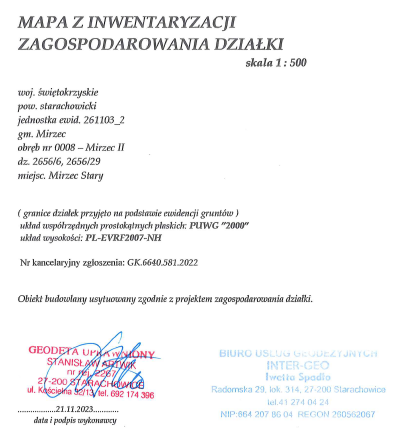 MAPA Z INWENTARYZACJI
ZAGOSPODAROWANIA DZIAŁKI
skala 1 : 500
woj. świętokrzyskie
pow. starachowicki
jednostka ewid. 261103_2
gm. Mirzec
obręb nr 0008 – Mirzec II
dz. 2656/6, 2656/29
miejsc. Mirzec Stary
( granice działek przyjęto na podstawie ewidencji gruntów )
układ współrzędnych prostokątnych płaskich: PUWG "2000"
układ wysokości: PL-EVRF2007-NH
Nr kancelaryjny zgłoszenia: GK.6640.581.2022
Obiekt budowlany usytuowany zgodnie z projektem zagospodarowania działki.
GEODETA UPRAWNIONY
STANISŁAW
nr rej. 2267
27-200 STARACHOWICE
ul. Kościelna 92/13, tel. 692 174 396
21.11.2023
data i podpis wykonawcy
BIURO USŁUG GEODEZYJNYCH
INTER-GEO
Iwetta Spadło
Radomska 29, lok. 314, 27-200 Starachowice
tel.41 274 04 24
NIP:664 207 86 04 REGON 260562067